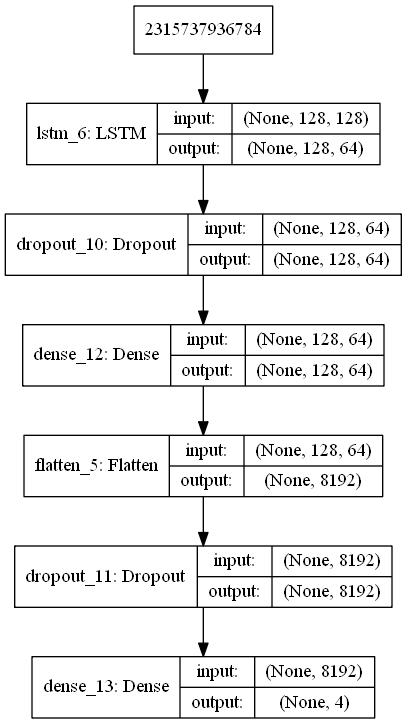 2315737936784
lstm_6: LSTM
input: (None, 128, 128)
output: (None, 128, 64)
dropout_10: Dropout
input: (None, 128, 64)
output: (None, 128, 64)
dense_12: Dense
input: (None, 128, 64)
output: (None, 128, 64)
flatten_5: Flatten
input: (None, 128, 64)
output: (None, 8192)
dropout_11: Dropout
input: (None, 8192)
output: (None, 8192)
dense_13: Dense
input: (None, 8192)
output: (None, 4)